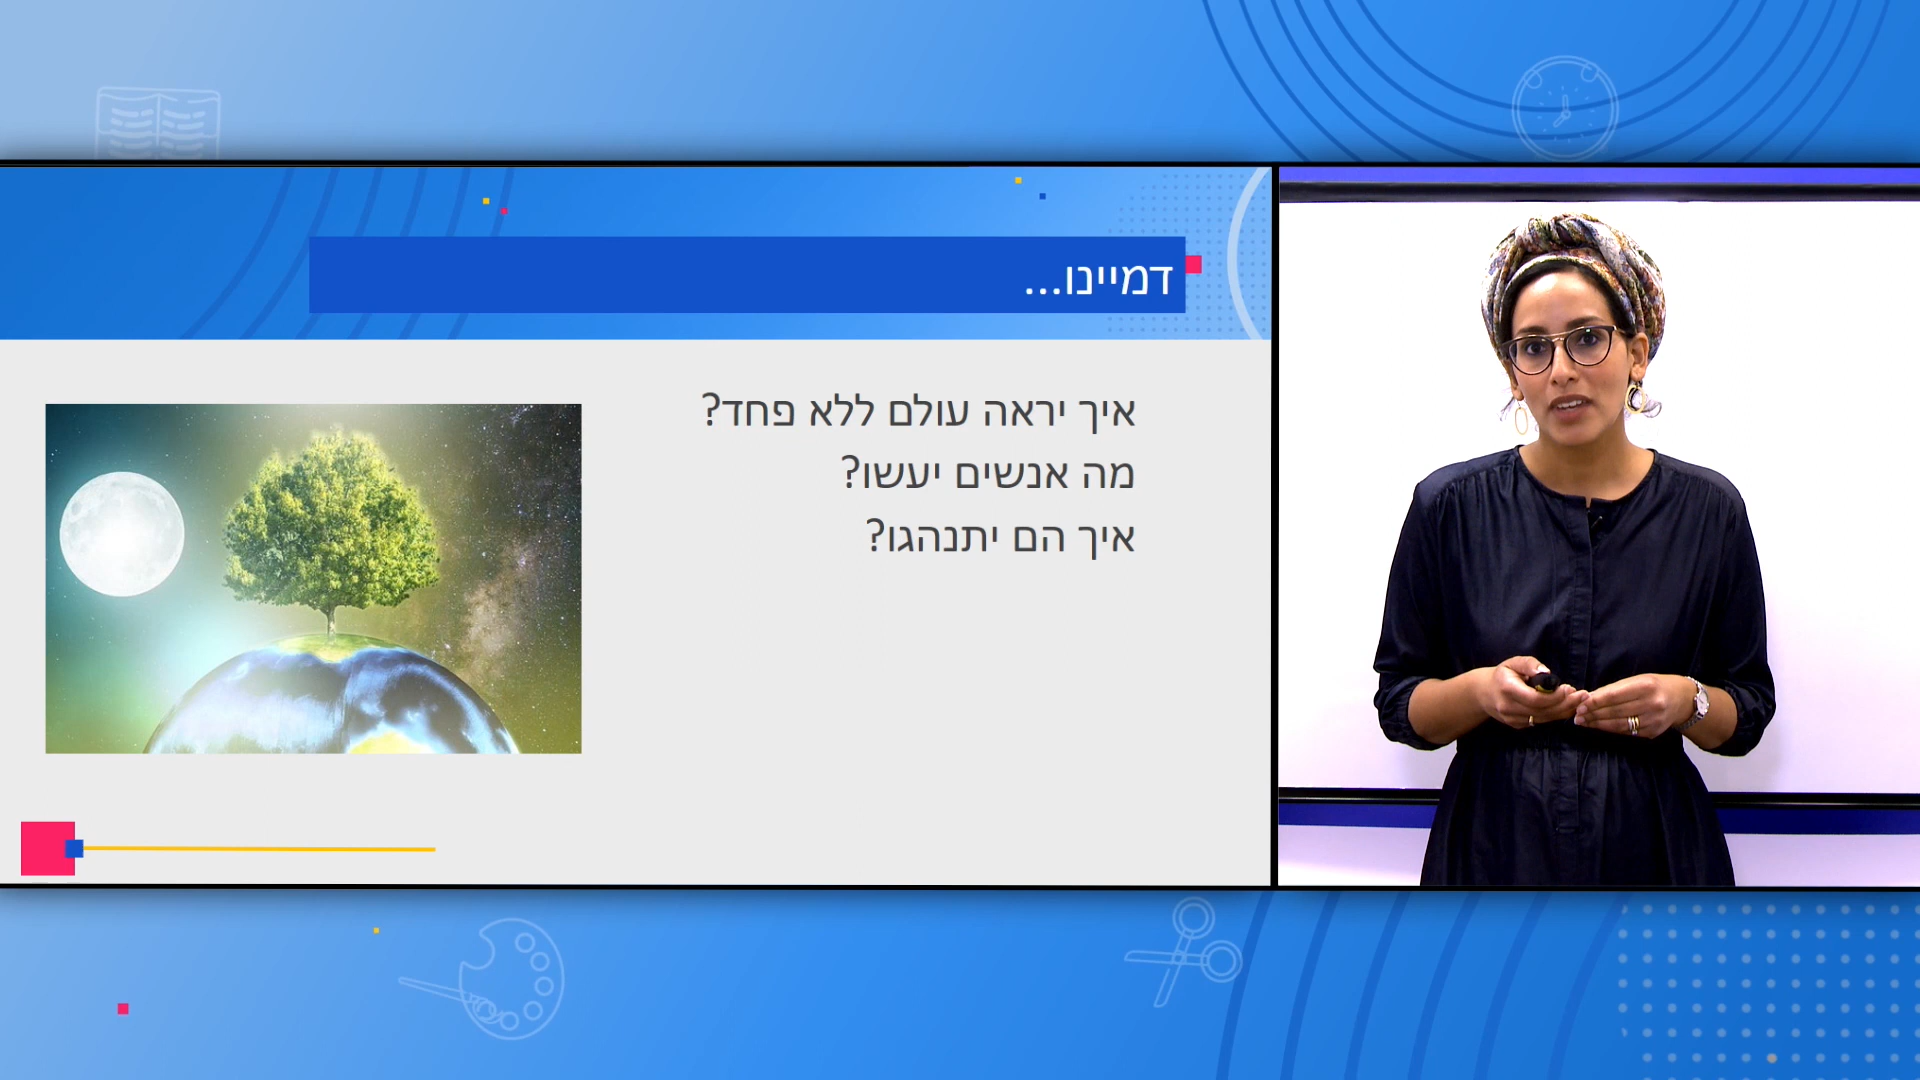 דמיינו...
איך יראה עולם ללא פחד?
מה אנשים יעשו?
איך הם יתנהגו?